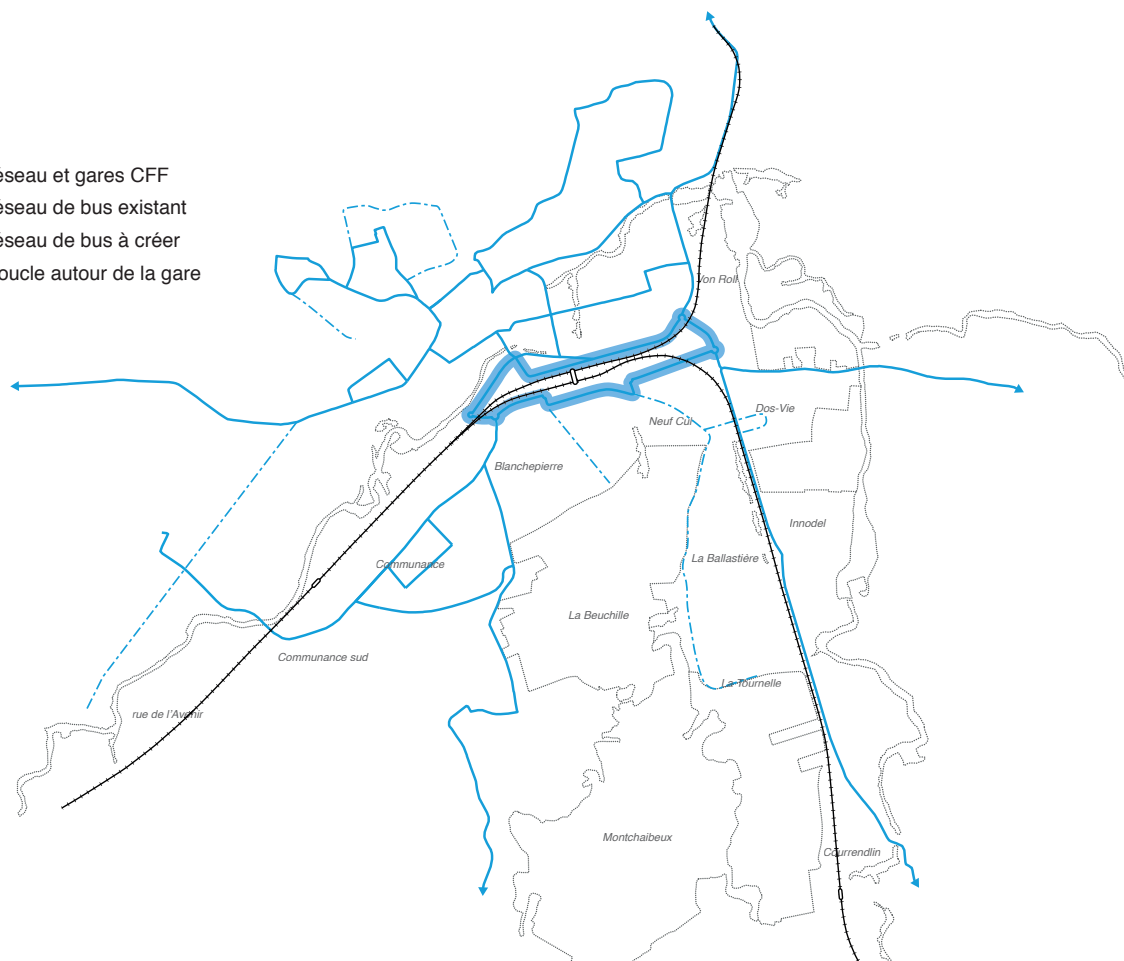 éseau et gares CFF
éseau de bus existant
éseau de bus à créer
oucle autour de la gare
Von Roll
Dos-Vie
Neuf Cul
Blanchepierre
Innodel
La Ballastière
Communance
La Beuchille
Communance sud
La Tournelle
rue de l'Avenir
Montchaibeux
Courrendlin